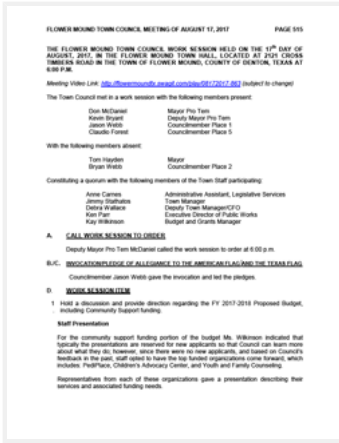 FLOWER MOUND TOWN COUNCIL MEETING OF AUGUST 17, 2017 PAGE 515
THE FLOWER MOUND TOWN COUNCIL WORK SESSION HELD ON THE 17th DAY OF
AUGUST, 2017, IN THE FLOWER MOUND TOWN HALL, LOCATED AT 2121 CROSS
TIMBERS ROAD IN THE TOWN OF FLOWER MOUND, COUNTY OF DENTON, TEXAS AT
6:00 P.M.
Meeting Video Link: (subject to change)
The Town Council met in a work session with the following members present:
Don McDaniel Mayor Pro Tem
Kevin Bryant Deputy Mayor Pro Tem
Jason Webb Councilmember Place 1
Claudio Forest Councilmember Place 5
With the following members absent:
Tom Hayden Mayor
Bryan Webb Councilmember Place 2
Constituting a quorum with the following members of the Town Staff participating:
Anne Carnes Administrative Assistant, Legislative Services
Jimmy Stathatos Town Manager
Debra Wallace Deputy Town Manager/CFO
Ken Parr Executive Director of Public Works
Kay Wilkinson Budget and Grants Manager
A. CALL WORK SESSION TO ORDER
Deputy Mayor Pro Tem McDaniel called the work session to order at 6:00 p.m.
B./C. INVOCATION/PLEDGE OF ALLEGIANCE TO THE AMERICAN FLAG/AND THE TEXAS FLAG
Councilmember Jason Webb gave the invocation and led the pledges.
D. WORK SESSION ITEM
1 Hold a discussion and provide direction regarding the FY 2017-2018 Proposed Budget,
. including Community Support funding.
Staff Presentation
For the community support funding portion of the budget Ms. Wilkinson indicated that
typically the presentations are reserved for new applicants so that Council can learn more
about what they do; however, since there were no new applicants, and based on Council's
feedback in the past, staff opted to have the top funded organizations come forward, which
includes: PediPlace, Children's Advocacy Center, and Youth and Family Counseling.
Representatives from each of these organizations gave a presentation describing their
services and associated funding needs.